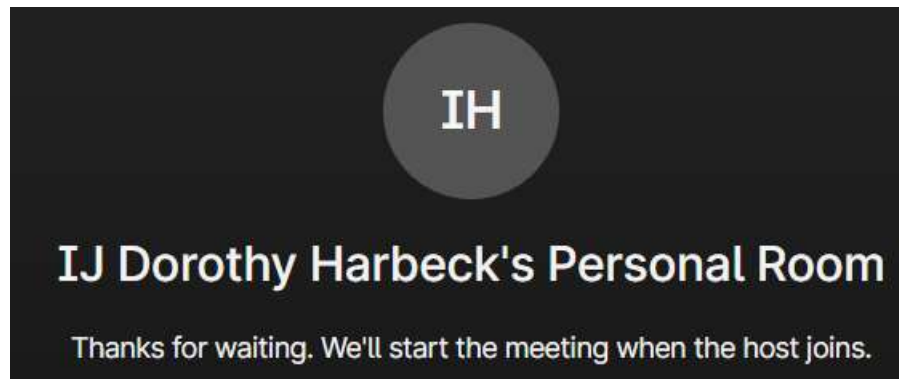 IH
IJ Dorothy Harbeck's Personal Room
Thanks for waiting. We'll start the meeting when the host joins.